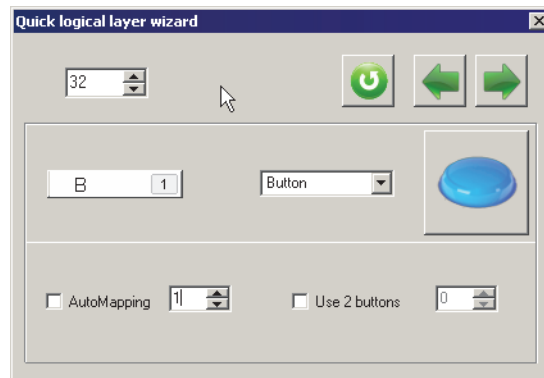 Quick logical layer wizard
32
B 1 Button
AutoMapping 1 Use 2 buttons 0